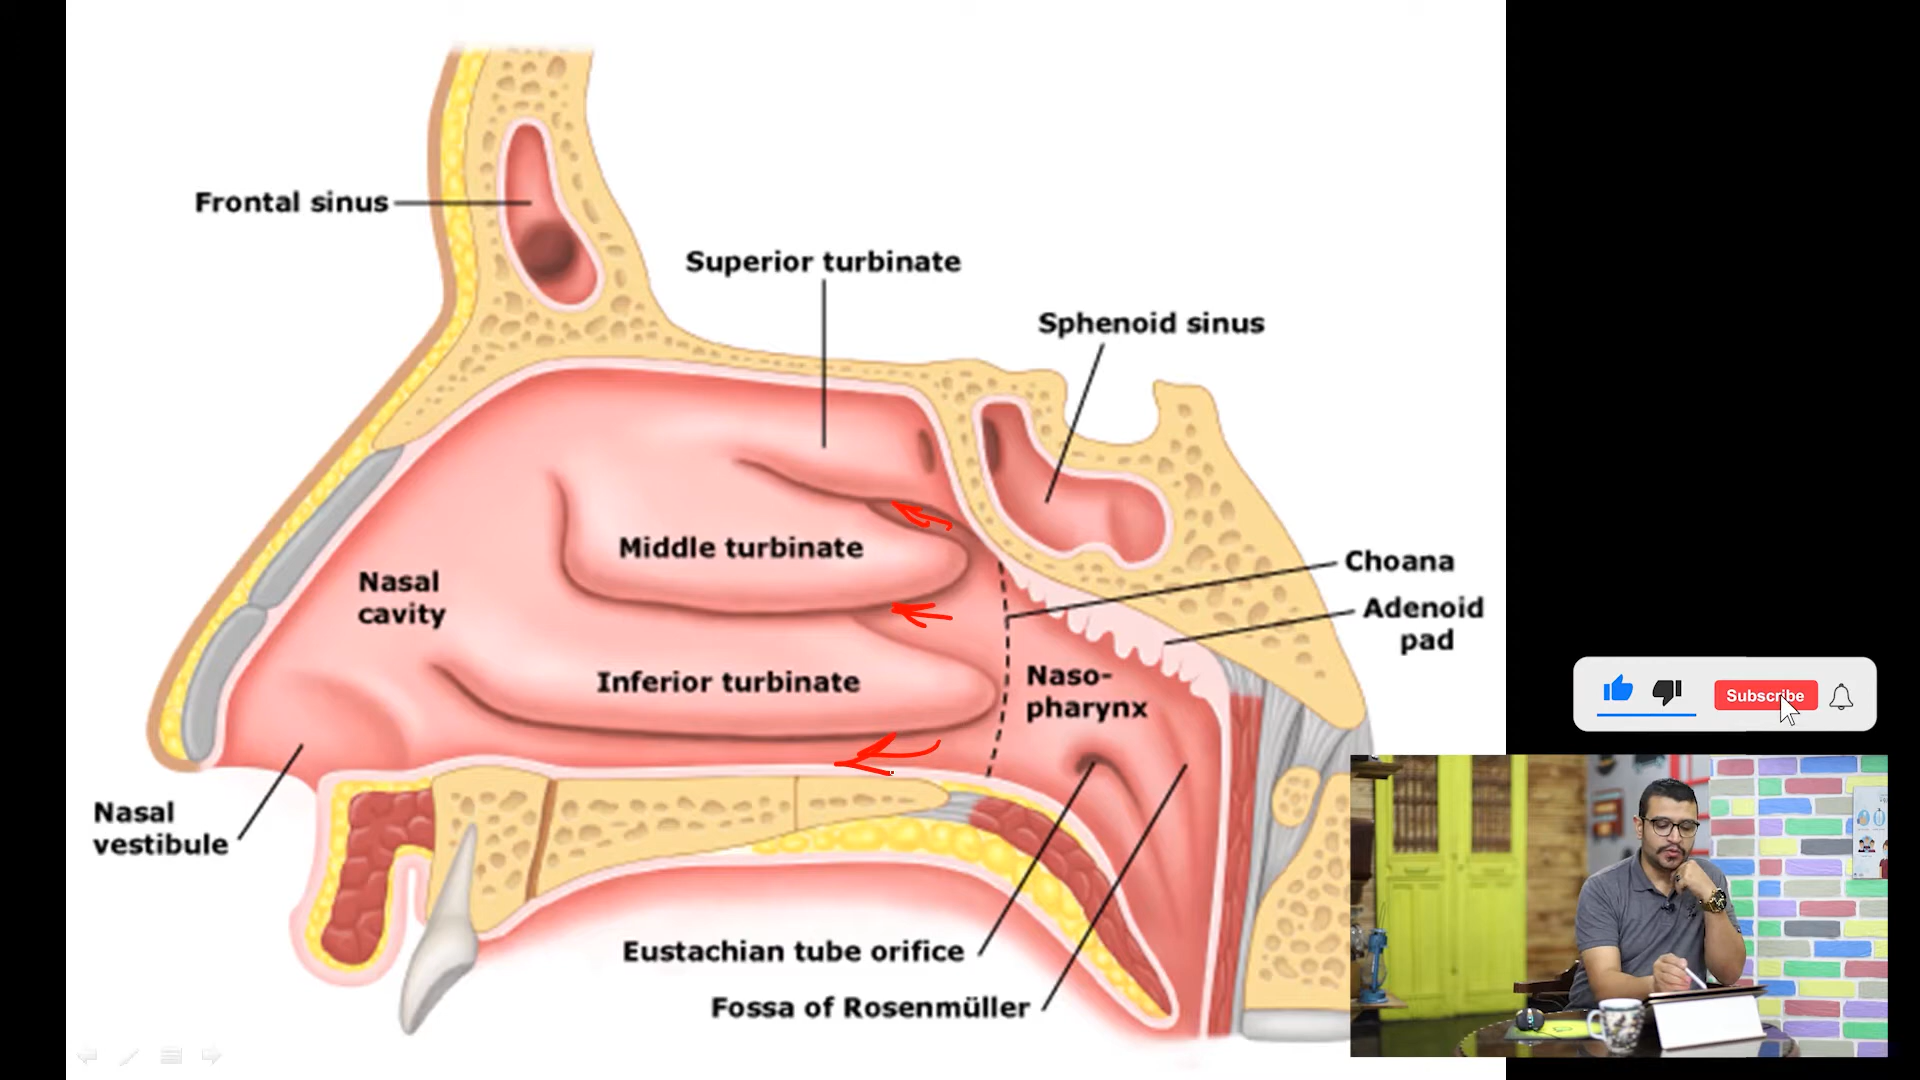 Frontal sinus
Superior turbinate
Sphenoid sinus
Middle turbinate
Choana
Nasal
cavity
Adenoid
pad
Inferior turbinate
Naso-
pharynx
Subscribe
Nasal
vestibule
Eustachian tube orifice
Fossa of Rosenmüller